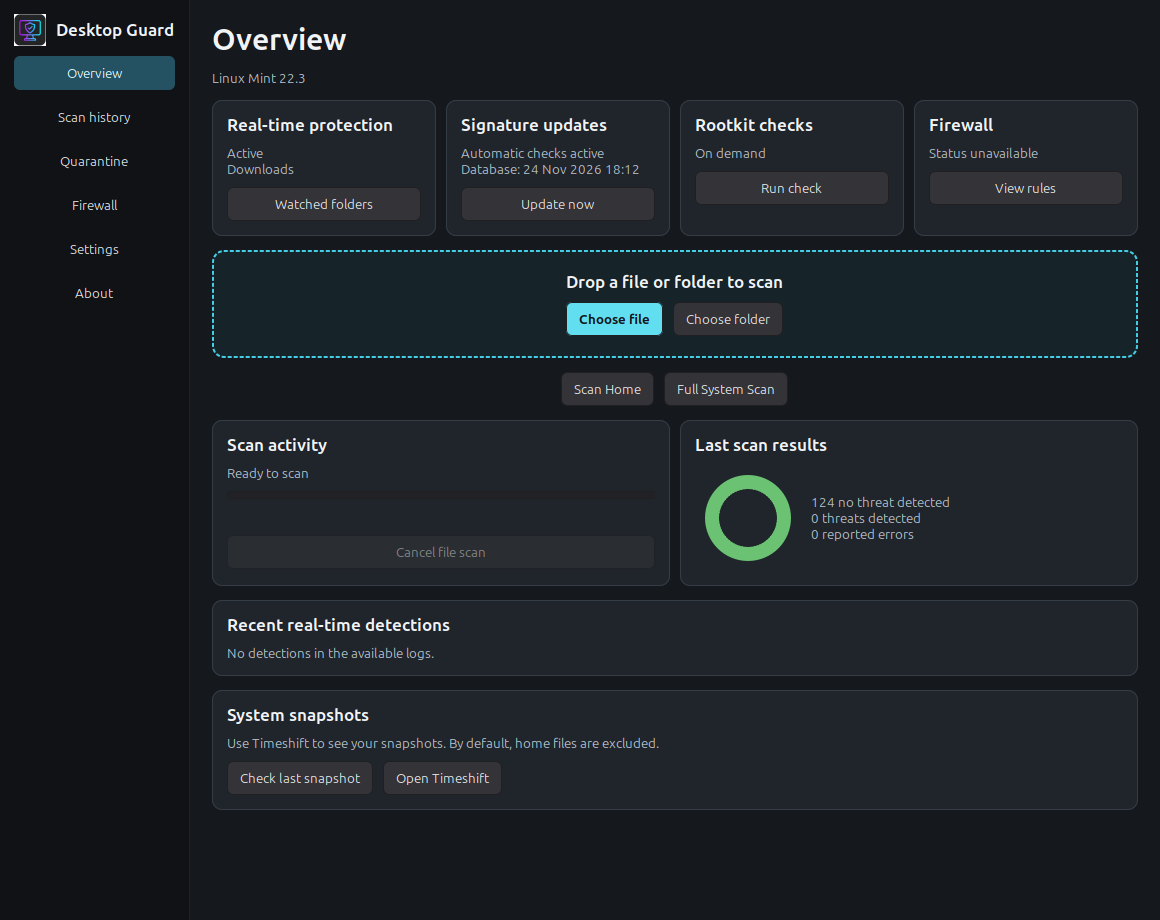 Desktop Guard
Overview
Scan history
Quarantine
Firewall
Settings
About
Overview
Linux Mint 22.3
Real-time protection
Active
Downloads
Watched folders
Signature updates
Automatic checks active
Database: 24 Nov 2026 18:12
Update now
Rootkit checks
On demand
Run check
Firewall
Status unavailable
View rules
Drop a file or folder to scan
Choose file
Choose folder
Scan Home
Full System Scan
Scan activity
Ready to scan
Cancel file scan
Last scan results
124 no threat detected
0 threats detected
0 reported errors
Recent real-time detections
No detections in the available logs.
System snapshots
Use Timeshift to see your snapshots. By default, home files are excluded.
Check last snapshot
Open Timeshift